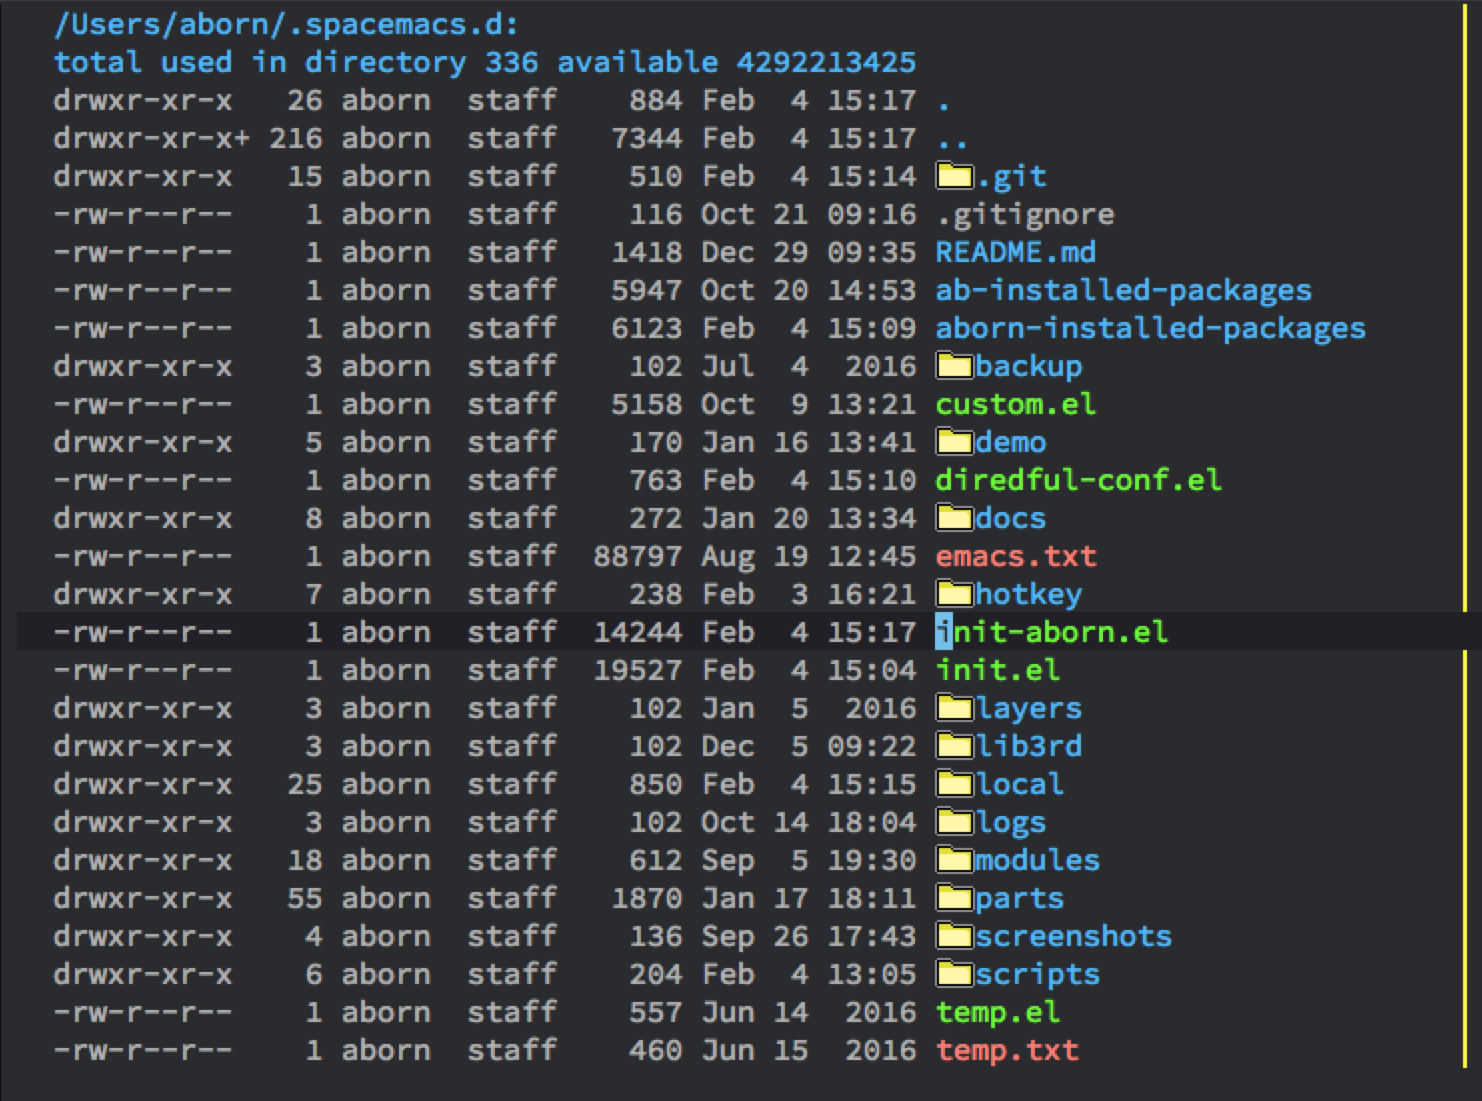 /Users/aborn/.spacemacs.d:
total used in directory 336 available 4292213425
drwxr-xr-x   26 aborn  staff    884 Feb  4 15:17 .
drwxr-xr-x+ 216 aborn  staff   7344 Feb  4 15:17 ..
drwxr-xr-x   15 aborn  staff    510 Feb  4 15:14 .git
-rw-r--r--    1 aborn  staff    116 Oct 21 09:16 .gitignore
-rw-r--r--    1 aborn  staff   1418 Dec 29 09:35 README.md
-rw-r--r--    1 aborn  staff   5947 Oct 20 14:53 ab-installed-packages
-rw-r--r--    1 aborn  staff   6123 Feb  4 15:09 aborn-installed-packages
drwxr-xr-x    3 aborn  staff    102 Jul  4  2016 backup
-rw-r--r--    1 aborn  staff   5158 Oct  9 13:21 custom.el
drwxr-xr-x    5 aborn  staff    170 Jan 16 13:41 demo
-rw-r--r--    1 aborn  staff    763 Feb  4 15:10 diredful-conf.el
drwxr-xr-x    8 aborn  staff    272 Jan 20 13:34 docs
-rw-r--r--    1 aborn  staff  88797 Aug 19 12:45 emacs.txt
drwxr-xr-x    7 aborn  staff    238 Feb  3 16:21 hotkey
-rw-r--r--    1 aborn  staff  14244 Feb  4 15:17 init-aborn.el
-rw-r--r--    1 aborn  staff  19527 Feb  4 15:04 init.el
drwxr-xr-x    3 aborn  staff    102 Jan  5  2016 layers
drwxr-xr-x    3 aborn  staff    102 Dec  5 09:22 lib3rd
drwxr-xr-x   25 aborn  staff    850 Feb  4 15:15 local
drwxr-xr-x    3 aborn  staff    102 Oct 14 18:04 logs
drwxr-xr-x   18 aborn  staff    612 Sep  5 19:30 modules
drwxr-xr-x   55 aborn  staff   1870 Jan 17 18:11 parts
drwxr-xr-x    4 aborn  staff    136 Sep 26 17:43 screenshots
drwxr-xr-x    6 aborn  staff    204 Feb  4 13:05 scripts
-rw-r--r--    1 aborn  staff    557 Jun 14  2016 temp.el
-rw-r--r--    1 aborn  staff    460 Jun 15  2016 temp.txt